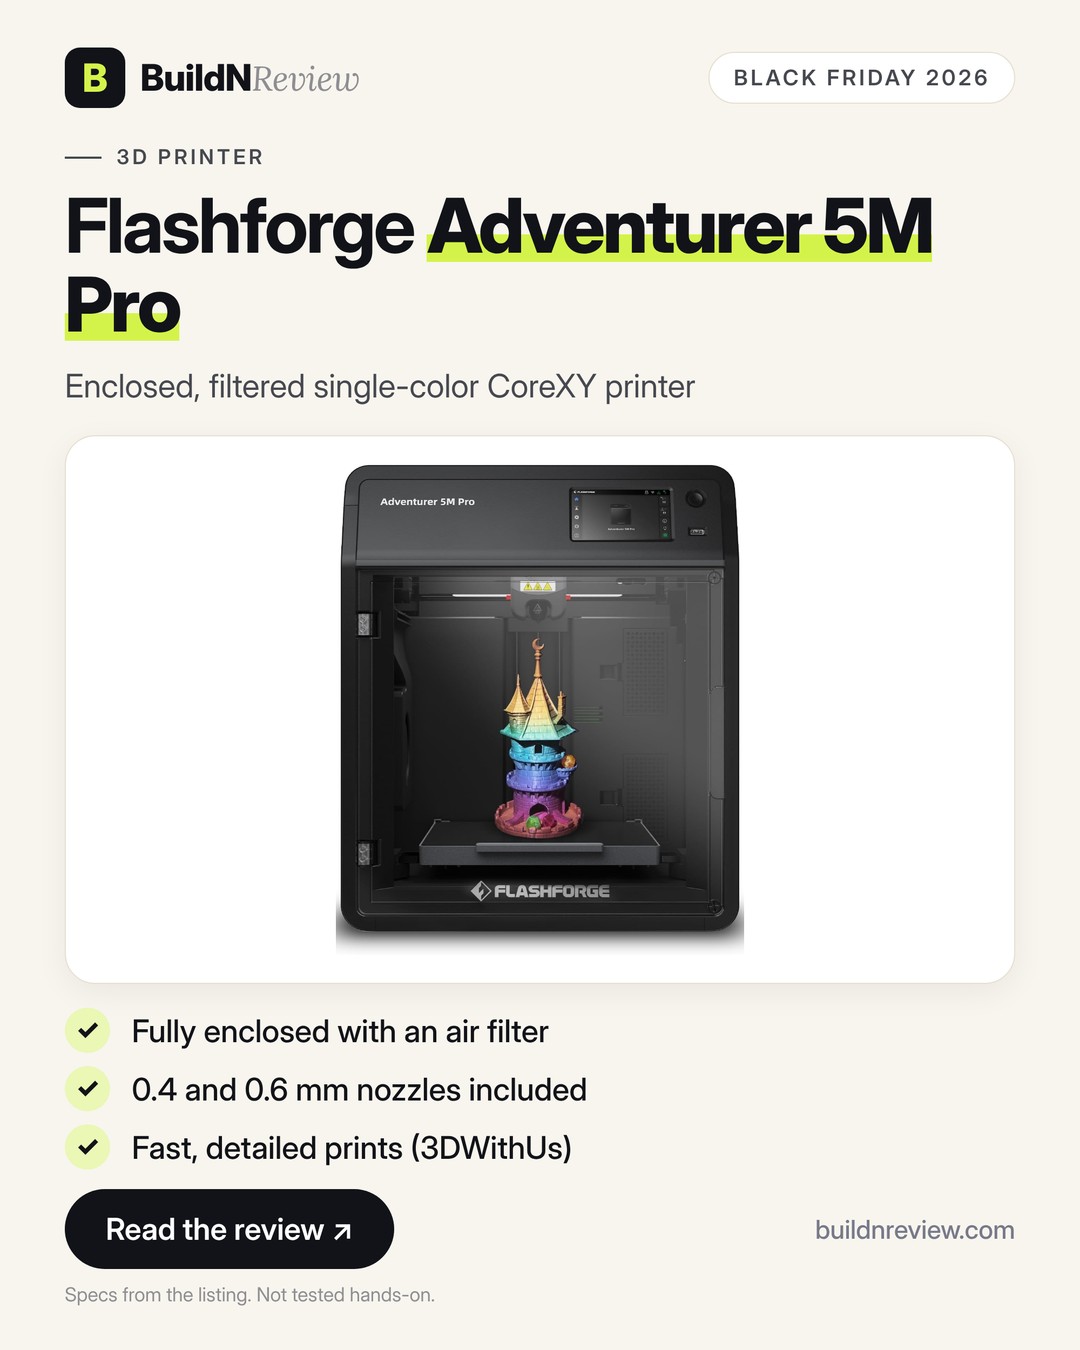 B BuildNReview
BLACK FRIDAY 2026
3D PRINTER
Flashforge Adventurer 5M
Pro
Enclosed, filtered single-color CoreXY printer
Adventurer 5M Pro
FLASHFORGE
Fully enclosed with an air filter
0.4 and 0.6 mm nozzles included
Fast, detailed prints (3DWithUs)
Read the review ↗
buildnreview.com
Specs from the listing. Not tested hands-on.